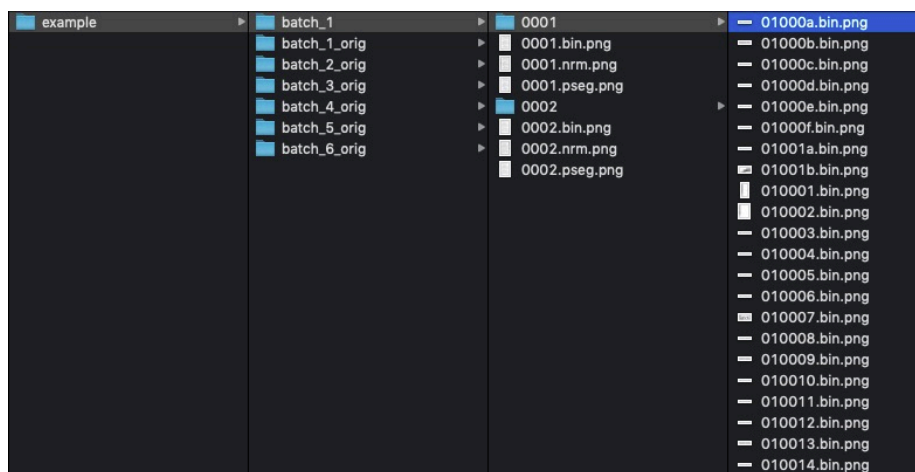 example
batch_1
batch_1_orig
batch_2_orig
batch_3_orig
batch_4_orig
batch_5_orig
batch_6_orig
0001
0001.bin.png
0001.nrm.png
0001.pseg.png
0002
0002.bin.png
0002.nrm.png
0002.pseg.png
01000a.bin.png
01000b.bin.png
01000c.bin.png
01000d.bin.png
01000e.bin.png
01000f.bin.png
01001a.bin.png
01001b.bin.png
010001.bin.png
010002.bin.png
010003.bin.png
010004.bin.png
010005.bin.png
010006.bin.png
010007.bin.png
010008.bin.png
010009.bin.png
010010.bin.png
010011.bin.png
010012.bin.png
010013.bin.png
010014.bin.png